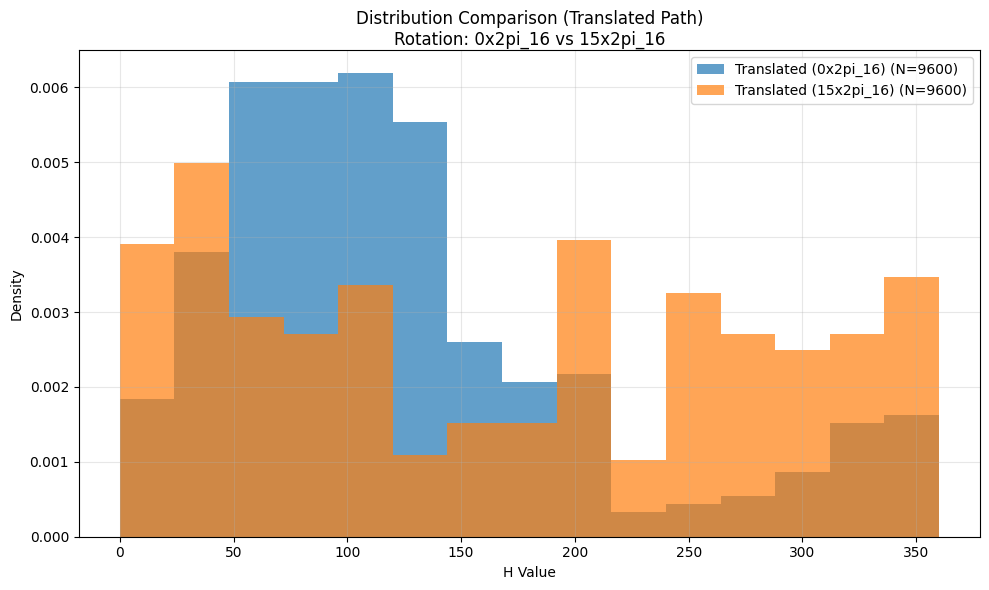 Distribution Comparison (Translated Path)
Rotation: 0x2pi_16 vs 15x2pi_16
Translated (0x2pi_16) (N=9600)
Translated (15x2pi_16) (N=9600)
Density
0.006
0.005
0.004
0.003
0.002
0.001
0.000
0 50 100 150 200 250 300 350
H Value